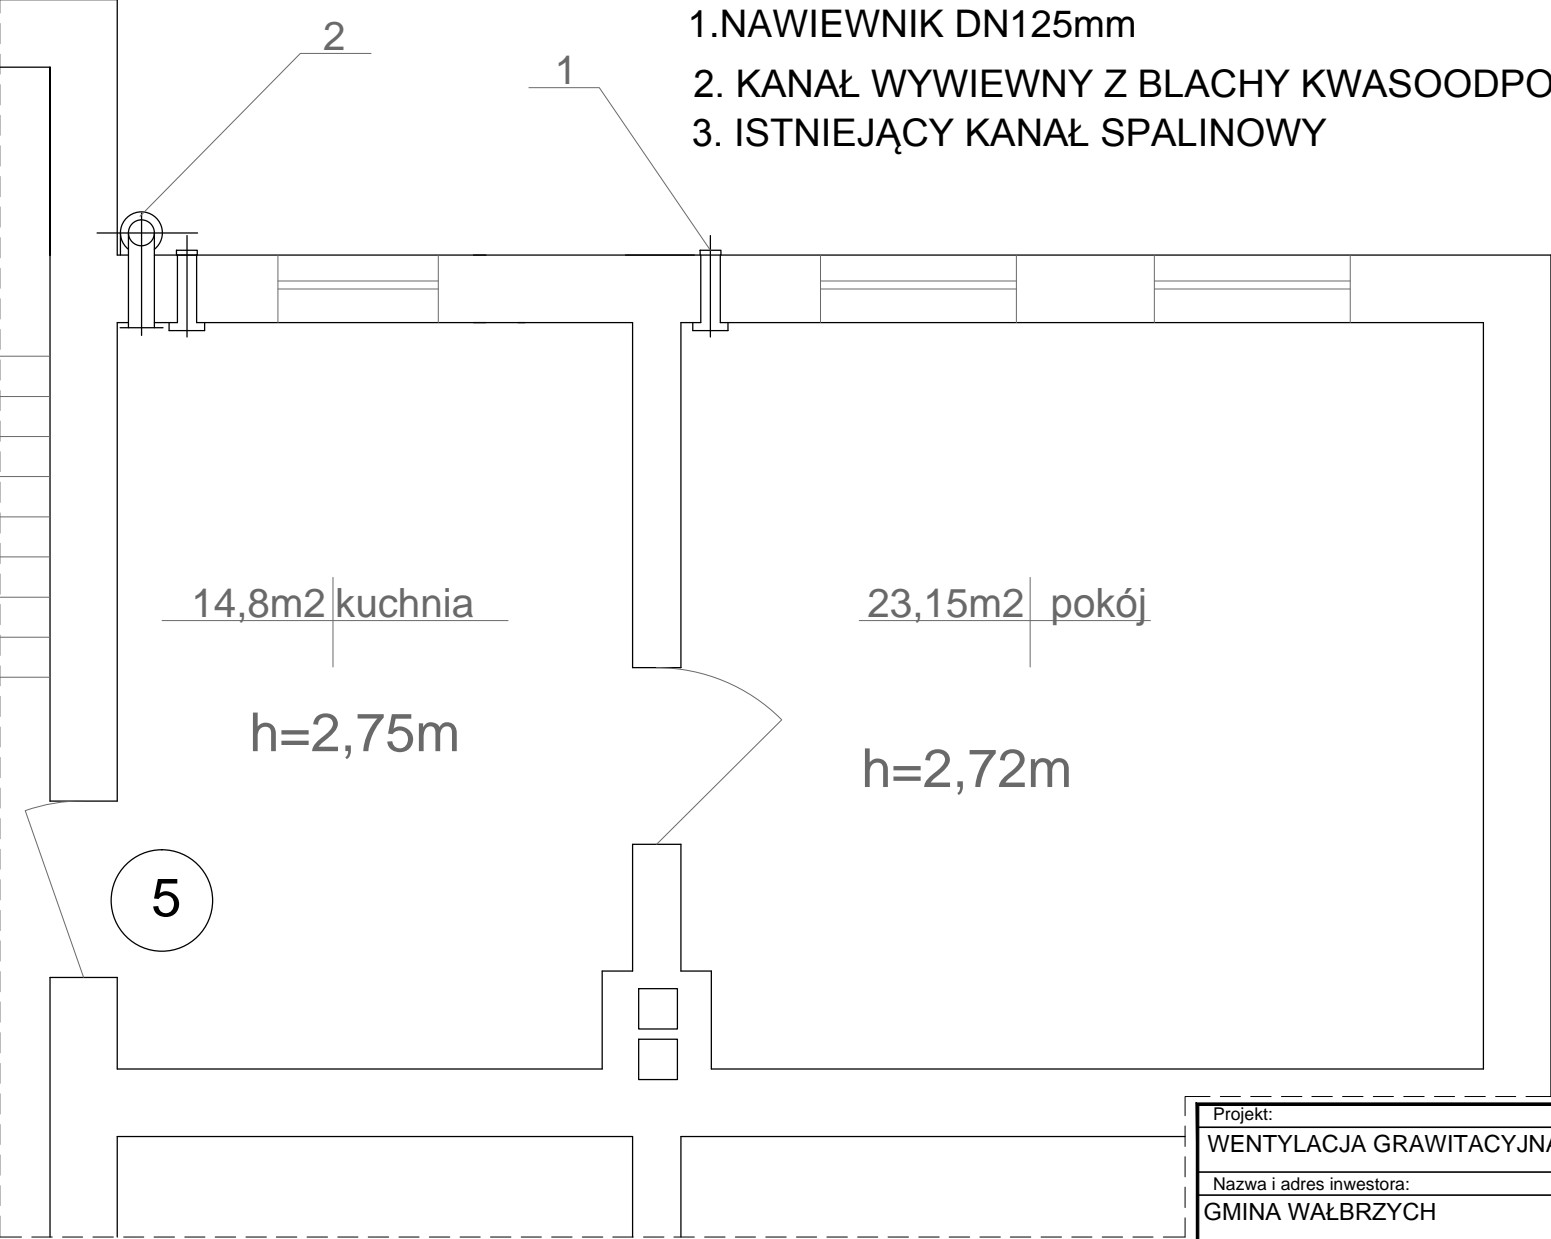 2
1
1.NAWIEWNIK DN125mm
2. KANAŁ WYWIEWNY Z BLACHY KWASOODPO
3. ISTNIEJĄCY KANAŁ SPALINOWY
14,8m2 kuchnia
h=2,75m
23,15m2 pokój
h=2,72m
5
Projekt:
WENTYLACJA GRAWITACYJNA
Nazwa i adres inwestora:
GMINA WAŁBRZYCH